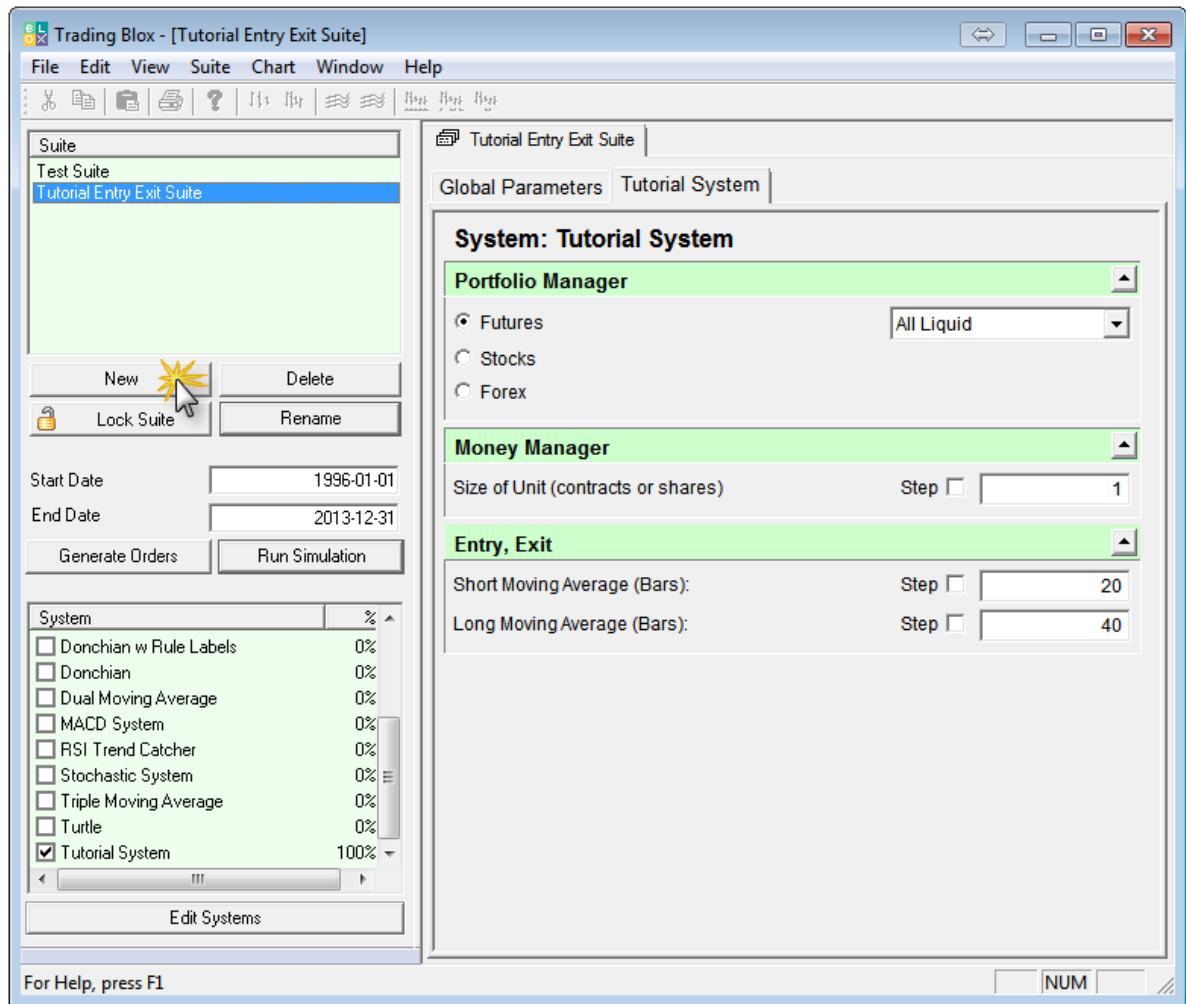 Trading Blox - [Tutorial Entry Exit Suite]
File Edit View Suite Chart Window Help
Suite
Test Suite
Tutorial Entry Exit Suite
New Delete
Lock Suite Rename
Start Date 1996-01-01
End Date 2013-12-31
Generate Orders Run Simulation
System %
Donchian w Rule Labels 0%
Donchian 0%
Dual Moving Average 0%
MACD System 0%
RSI Trend Catcher 0%
Stochastic System 0%
Triple Moving Average 0%
Turtle 0%
Tutorial System 100%
Edit Systems
Tutorial Entry Exit Suite
Global Parameters Tutorial System
System: Tutorial System
Portfolio Manager
Futures All Liquid
Stocks
Forex
Money Manager
Size of Unit (contracts or shares) Step 1
Entry, Exit
Short Moving Average (Bars): Step 20
Long Moving Average (Bars): Step 40
For Help, press F1 NUM